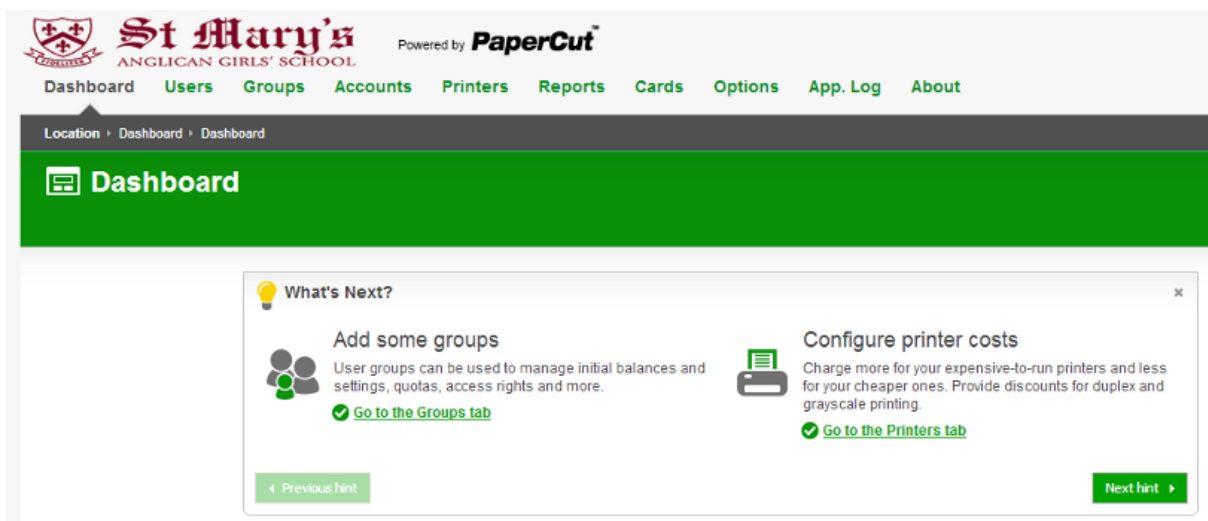 St Mary's
ANGLICAN GIRLS' SCHOOL
Powered by PaperCut™
Dashboard Users Groups Accounts Printers Reports Cards Options App. Log About
Location Dashboard Dashboard
Dashboard
What's Next?
Add some groups
User groups can be used to manage initial balances and
settings, quotas, access rights and more.
Go to the Groups tab
Configure printer costs
Charge more for your expensive-to-run printers and less
for your cheaper ones. Provide discounts for duplex and
grayscale printing.
Go to the Printers tab
Previous hint
Next hint